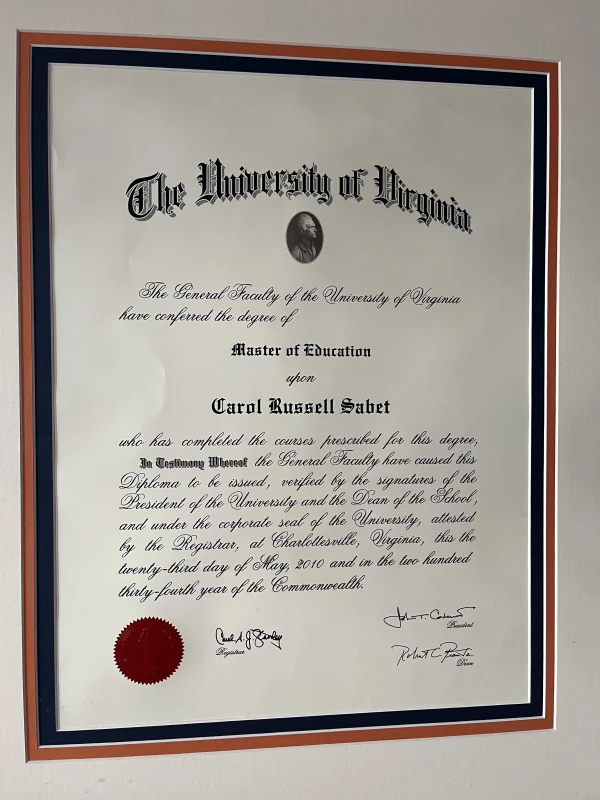 The University of Virginia
The General Faculty of the University of Virginia
have conferred the degree of
Master of Education
upon
Carol Russell Sabet
who has completed the courses prescribed for this degree,
In Testimony Whereof the General Faculty have caused this
Diploma to be issued, verified by the signatures of the
President of the University and the Dean of the School,
and under the corporate seal of the University, attested
by the Registrar, at Charlottesville, Virginia, this the
twenty-third day of May, 2010 and in the two hundred
thirty-fourth year of the Commonwealth.
John T.
President
Carol A. J. Stanley
Registrar
Robert C Pianta
Dean